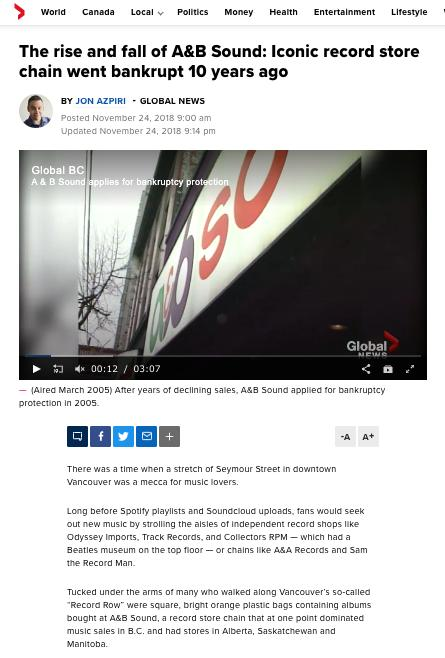 World Canada Local Politics Money Health Entertainment Lifestyle
The rise and fall of A&B Sound: Iconic record store
chain went bankrupt 10 years ago
BY JON AZPIRI - GLOBAL NEWS
Posted November 24, 2018 9:00 am
Updated November 24, 2018 9:14 pm
Global BC
A & B Sound applies for bankruptcy protection
a&b so
Global
NEWS
00:12 / 03:07
— (Aired March 2005) After years of declining sales, A&B Sound applied for bankruptcy
protection in 2005.
-A A+
There was a time when a stretch of Seymour Street in downtown
Vancouver was a mecca for music lovers.
Long before Spotify playlists and Soundcloud uploads, fans would seek
out new music by strolling the aisles of independent record shops like
Odyssey Imports, Track Records, and Collectors RPM — which had a
Beatles museum on the top floor — or chains like A&A Records and Sam
the Record Man.
Tucked under the arms of many who walked along Vancouver's so-called
"Record Row" were square, bright orange plastic bags containing albums
bought at A&B Sound, a record store chain that at one point dominated
music sales in B.C. and had stores in Alberta, Saskatchewan and
Manitoba.